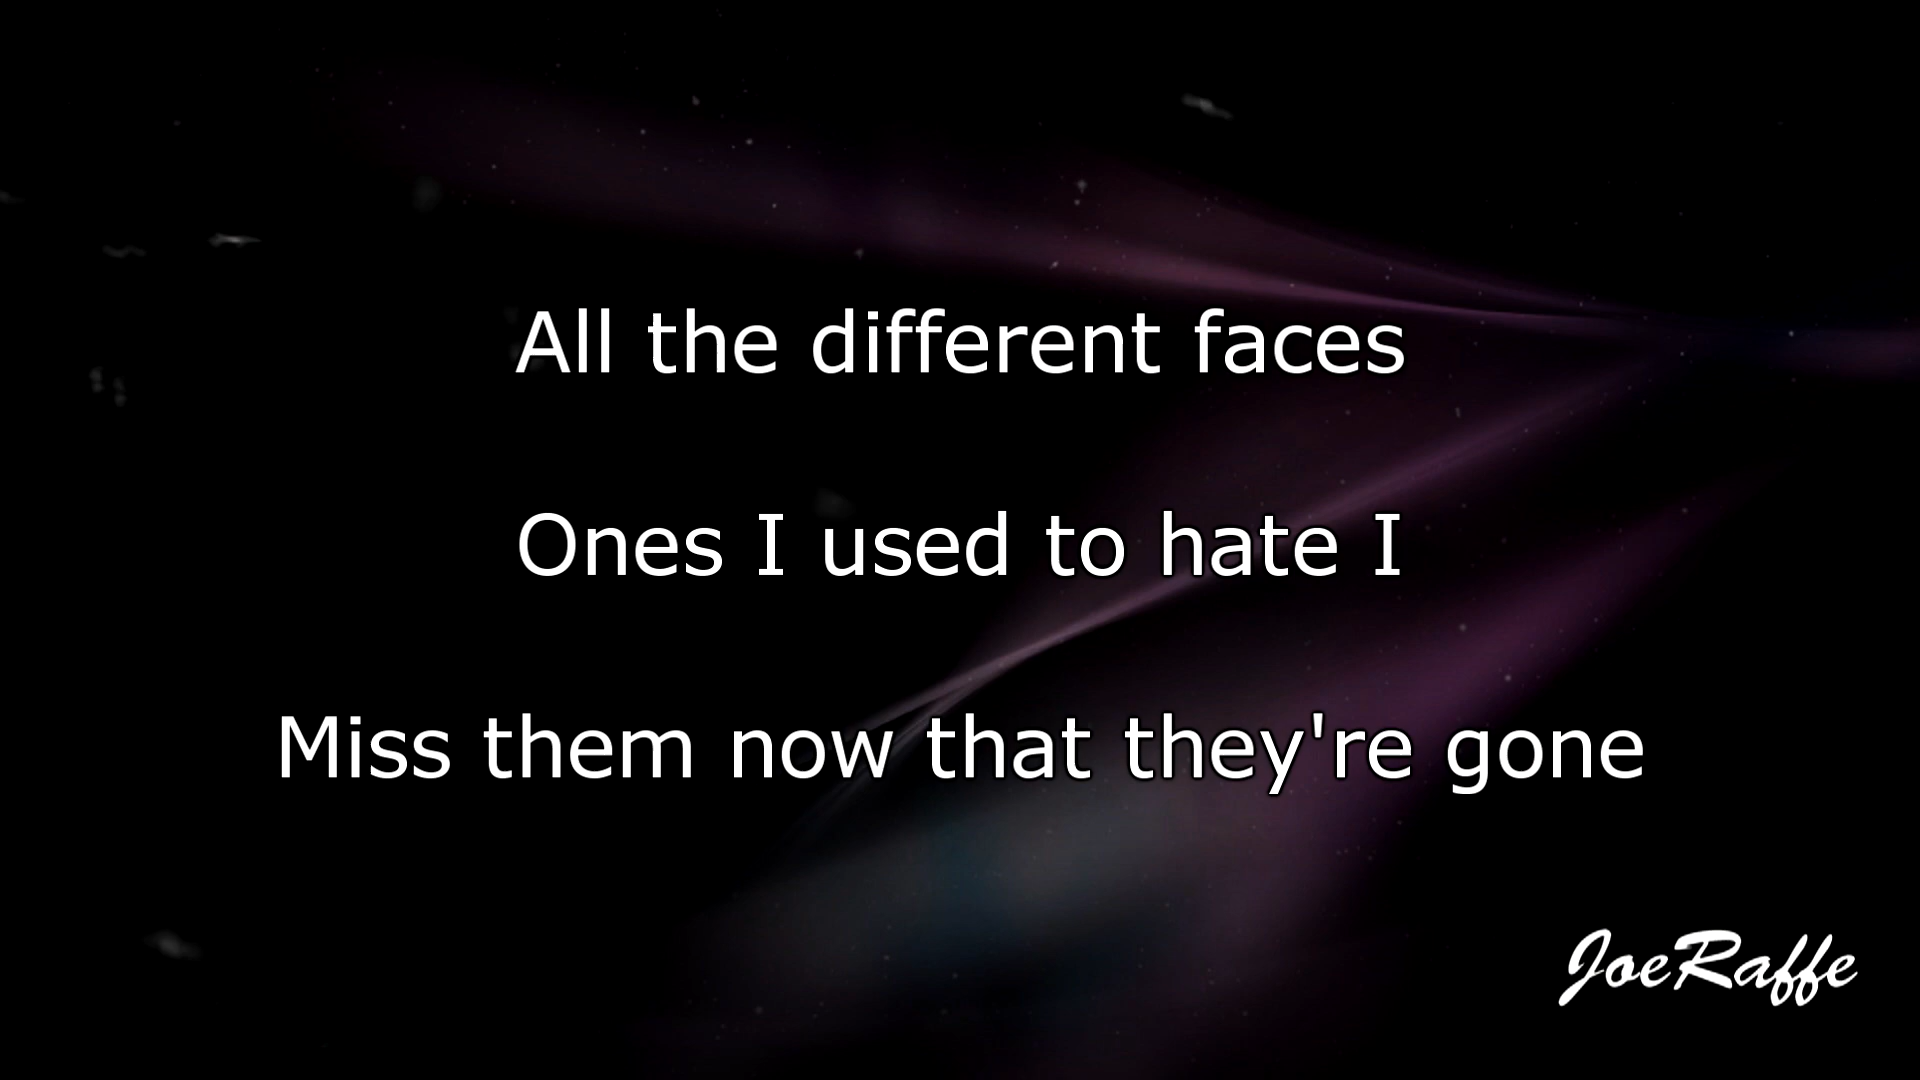 All the different faces
Ones I used to hate I
Miss them now that they're gone
JoeRaffe